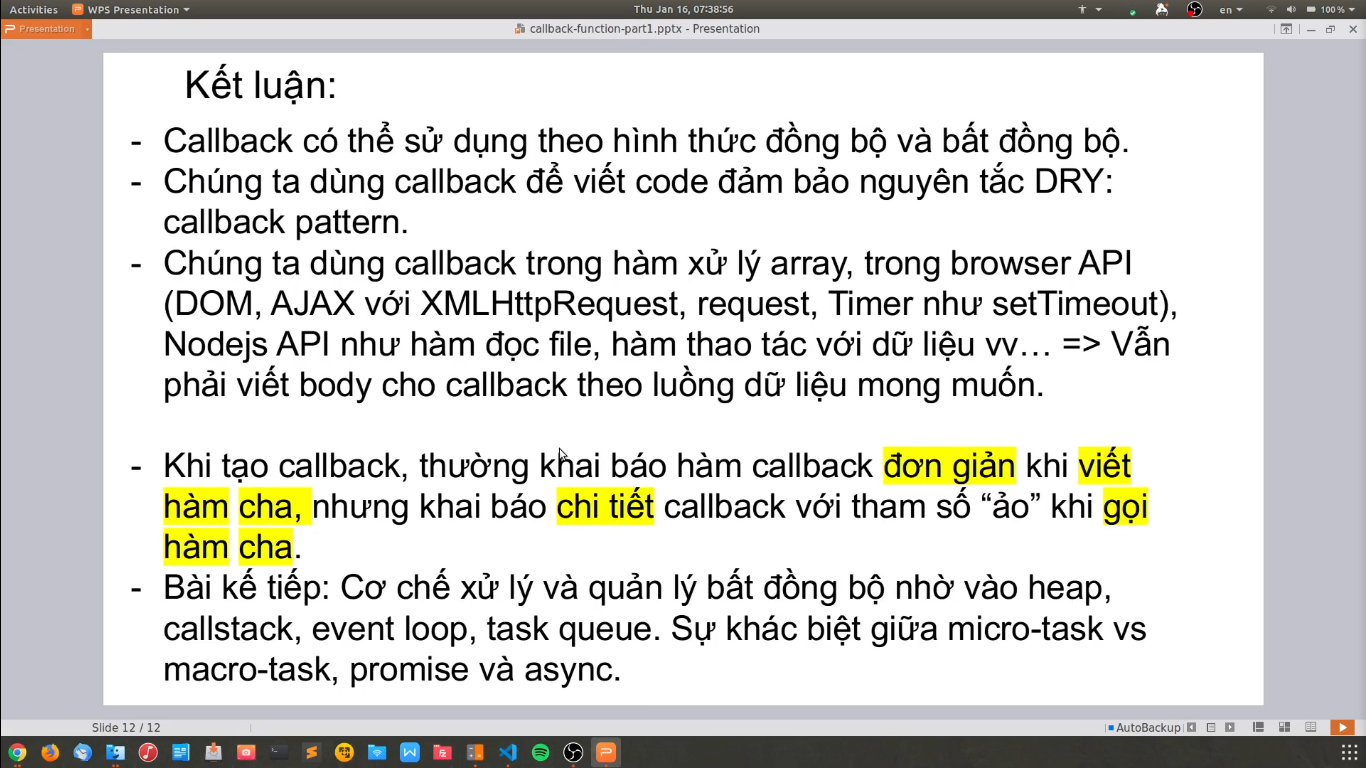 Activities WPS Presentation Thu Jan 16, 07:38:56 en 100 %
Presentation callback-function-part1.pptx - Presentation
Kết luận:
- Callback có thể sử dụng theo hình thức đồng bộ và bất đồng bộ.
- Chúng ta dùng callback để viết code đảm bảo nguyên tắc DRY:
callback pattern.
- Chúng ta dùng callback trong hàm xử lý array, trong browser API
(DOM, AJAX với XMLHttpRequest, request, Timer như setTimeout),
Nodejs API như hàm đọc file, hàm thao tác với dữ liệu vv… => Vẫn
phải viết body cho callback theo luồng dữ liệu mong muốn.
- Khi tạo callback, thường khai báo hàm callback đơn giản khi viết
hàm cha, nhưng khai báo chi tiết callback với tham số “ảo” khi gọi
hàm cha.
- Bài kế tiếp: Cơ chế xử lý và quản lý bất đồng bộ nhờ vào heap,
callstack, event loop, task queue. Sự khác biệt giữa micro-task vs
macro-task, promise và async.
Slide 12 / 12 AutoBackup